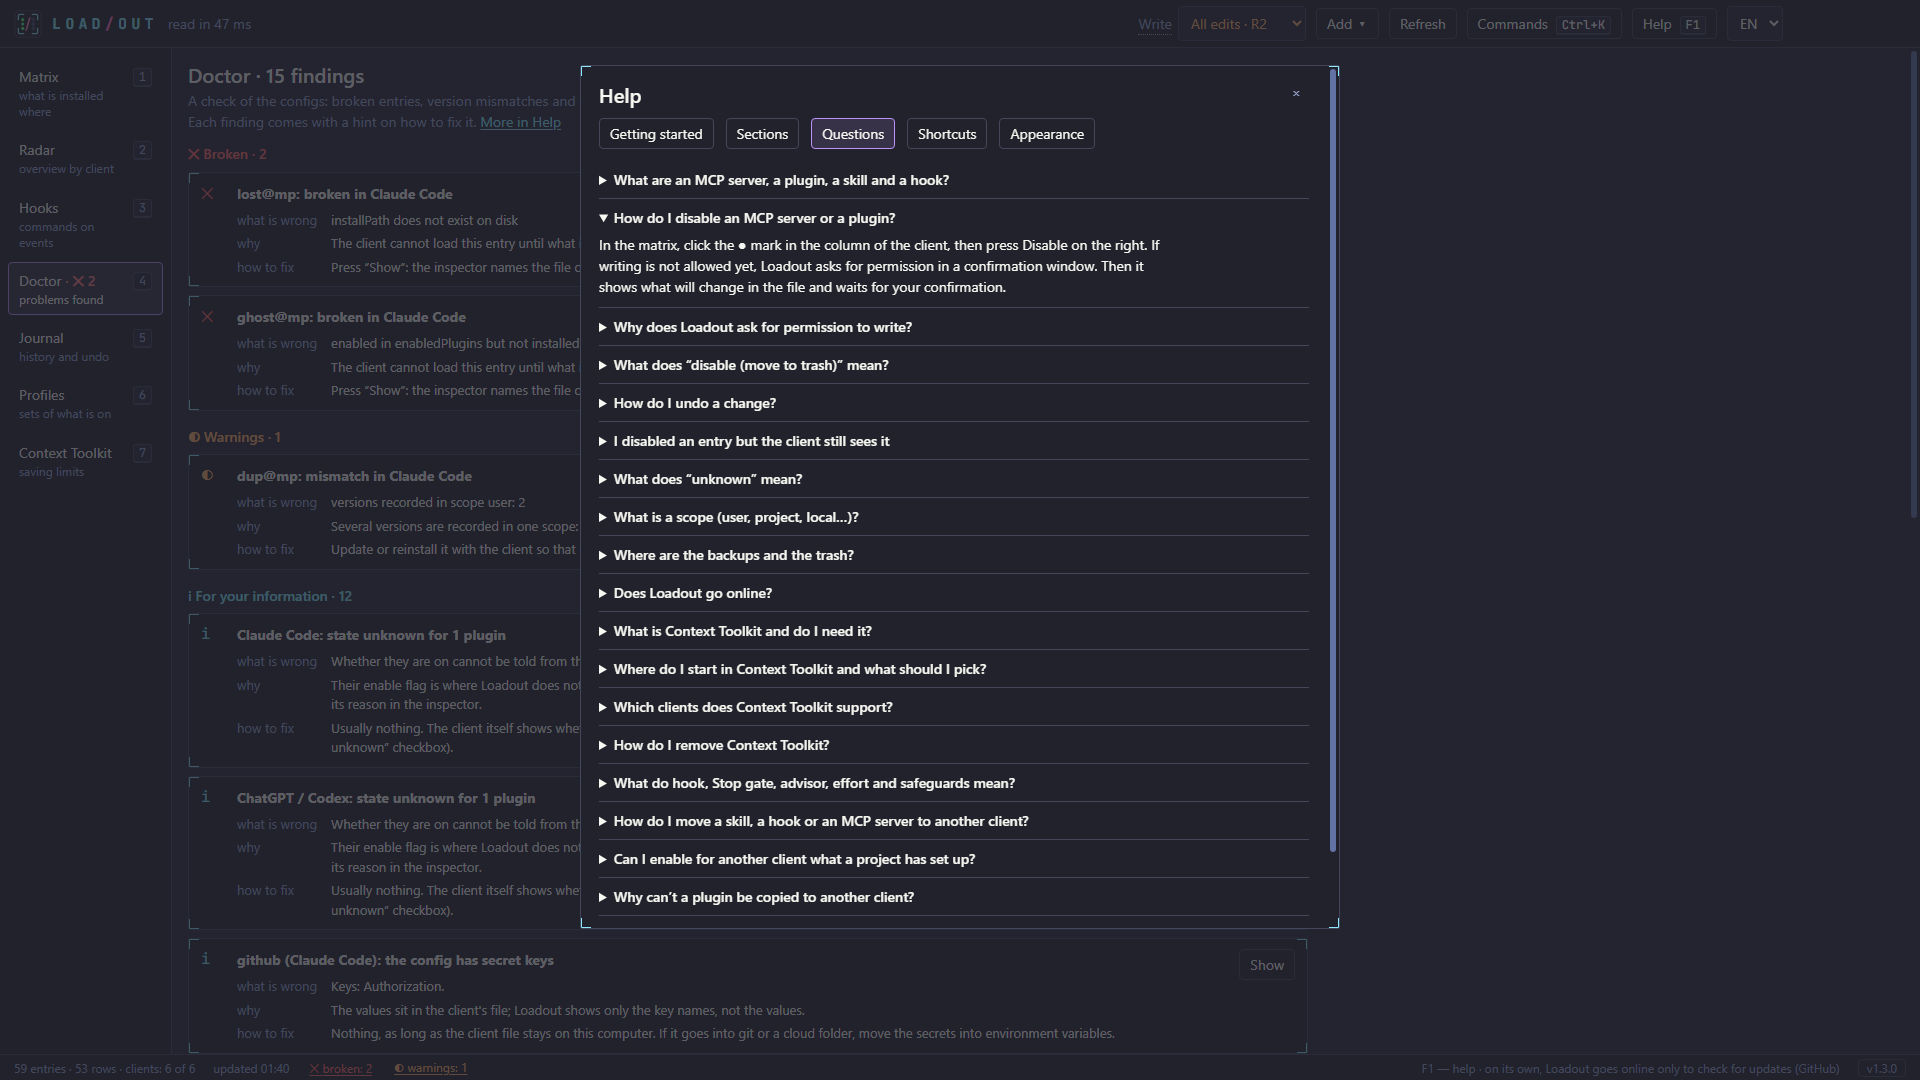 LOAD/OUT read in 47 ms
Write All edits · R2 Add Refresh Commands Ctrl+K Help F1 EN
Matrix 1
what is installed
where
Radar 2
overview by client
Hooks 3
commands on
events
Doctor · ✕ 2 4
problems found
Journal 5
history and undo
Profiles 6
sets of what is on
Context Toolkit 7
saving limits
Doctor · 15 findings
A check of the configs: broken entries, version mismatches and
Each finding comes with a hint on how to fix it. More in Help
✕ Broken · 2
lost@mp: broken in Claude Code
what is wrong installPath does not exist on disk
why The client cannot load this entry until what
how to fix Press “Show”: the inspector names the file
ghost@mp: broken in Claude Code
what is wrong enabled in enabledPlugins but not installed
why The client cannot load this entry until what
how to fix Press “Show”: the inspector names the file
◐ Warnings · 1
dup@mp: mismatch in Claude Code
what is wrong versions recorded in scope user: 2
why Several versions are recorded in one scope:
how to fix Update or reinstall it with the client so that
i For your information · 12
i Claude Code: state unknown for 1 plugin
what is wrong Whether they are on cannot be told from
why Their enable flag is where Loadout does
its reason in the inspector.
how to fix Usually nothing. The client itself shows
unknown” checkbox).
i ChatGPT / Codex: state unknown for 1 plugin
what is wrong Whether they are on cannot be told from
why Their enable flag is where Loadout does
its reason in the inspector.
how to fix Usually nothing. The client itself shows
unknown” checkbox).
i github (Claude Code): the config has secret keys
Show
what is wrong Keys: Authorization.
why The values sit in the client's file; Loadout shows only the key names, not the values.
how to fix Nothing, as long as the client file stays on this computer. If it goes into git or a cloud folder, move the secrets into environment variables.
Help ×
Getting started Sections Questions Shortcuts Appearance
▶ What are an MCP server, a plugin, a skill and a hook?
▼ How do I disable an MCP server or a plugin?
In the matrix, click the ● mark in the column of the client, then press Disable on the right. If
writing is not allowed yet, Loadout asks for permission in a confirmation window. Then it
shows what will change in the file and waits for your confirmation.
▶ Why does Loadout ask for permission to write?
▶ What does “disable (move to trash)” mean?
▶ How do I undo a change?
▶ I disabled an entry but the client still sees it
▶ What does “unknown” mean?
▶ What is a scope (user, project, local…)?
▶ Where are the backups and the trash?
▶ Does Loadout go online?
▶ What is Context Toolkit and do I need it?
▶ Where do I start in Context Toolkit and what should I pick?
▶ Which clients does Context Toolkit support?
▶ How do I remove Context Toolkit?
▶ What do hook, Stop gate, advisor, effort and safeguards mean?
▶ How do I move a skill, a hook or an MCP server to another client?
▶ Can I enable for another client what a project has set up?
▶ Why can’t a plugin be copied to another client?
59 entries · 53 rows · clients: 6 of 6 updated 01:40 ✕ broken: 2 ◐ warnings: 1
F1 — help · on its own, Loadout goes online only to check for updates (GitHub) v1.3.0